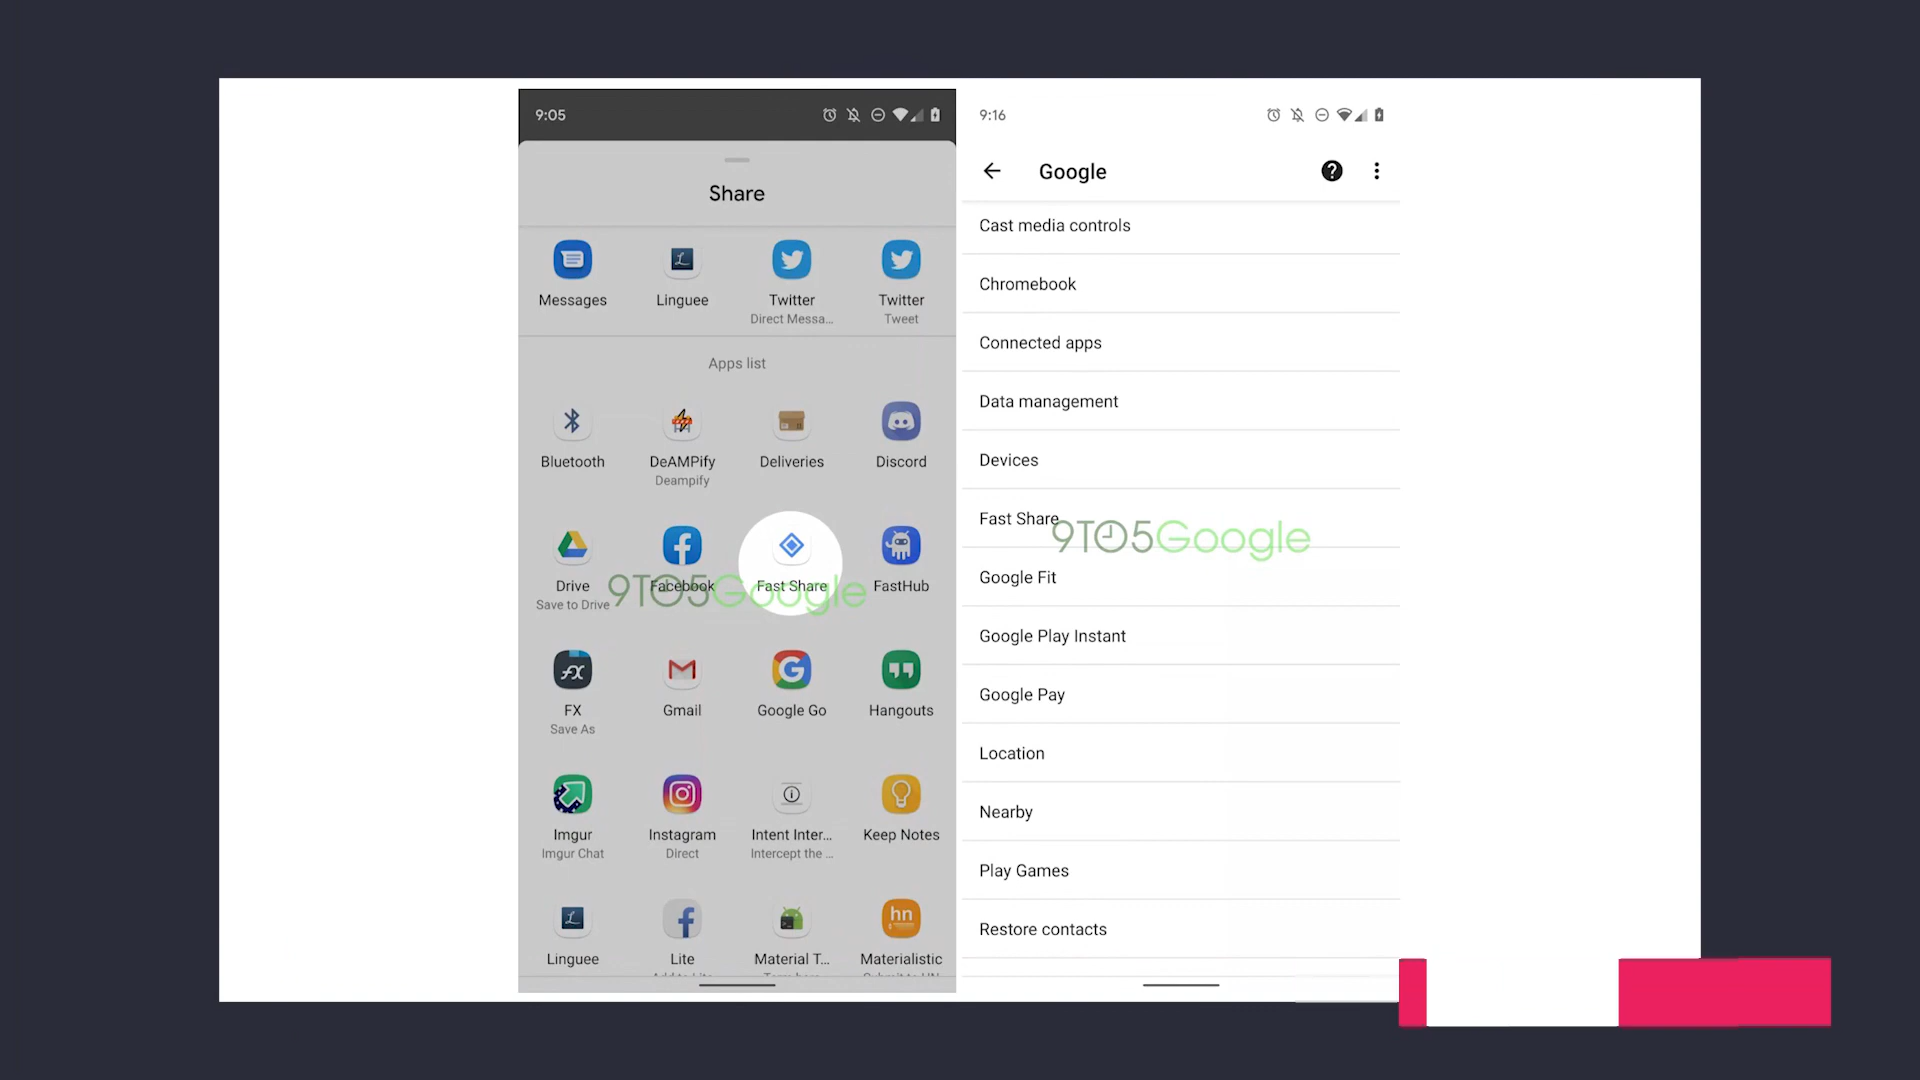 9:05
Share
Messages Linguee Twitter Twitter
Direct Messa... Tweet
Apps list
Bluetooth DeAMPify Deliveries Discord
Deampify
Drive Facebook Fast Share FastHub
Save to Drive
9TO5Google
FX Gmail Google Go Hangouts
Save As
Imgur Instagram Intent Inter... Keep Notes
Imgur Chat Direct Intercept the ...
Linguee Lite Material T... Materialistic
9:16
Google
Cast media controls
Chromebook
Connected apps
Data management
Devices
Fast Share
9TO5Google
Google Fit
Google Play Instant
Google Pay
Location
Nearby
Play Games
Restore contacts